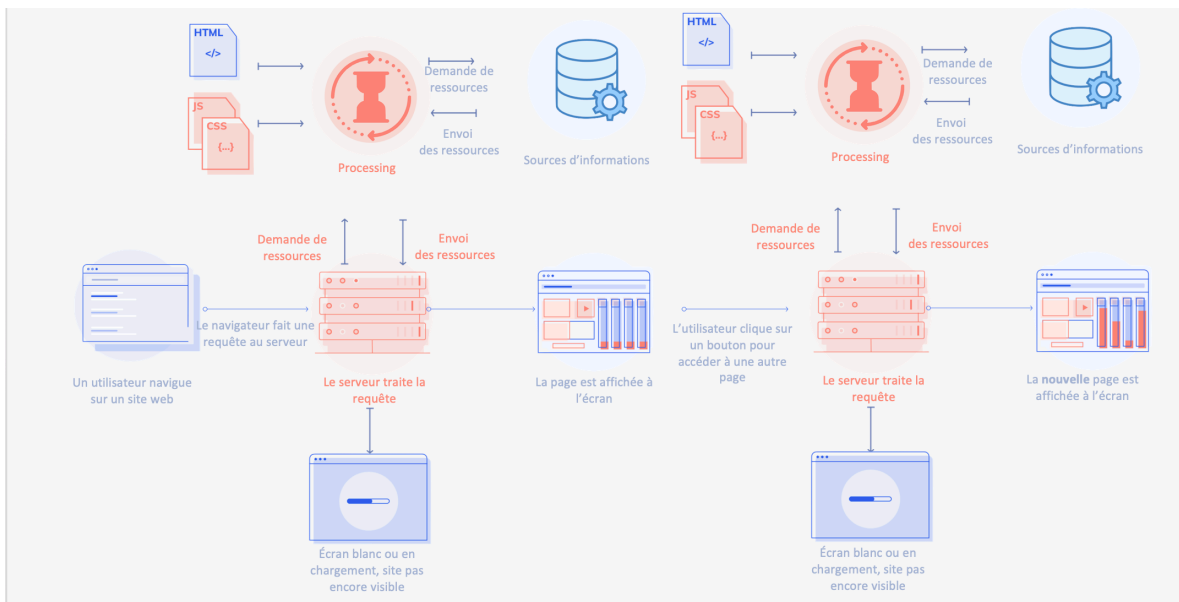 HTML
</>
JS
CSS
{...}
Processing
Demande de
ressources
Envoi
des ressources
Sources d’informations
HTML
</>
JS
CSS
{...}
Processing
Demande de
ressources
Envoi
des ressources
Sources d’informations
Demande de
ressources
Envoi
des ressources
Demande de
ressources
Envoi
des ressources
Un utilisateur navigue
sur un site web
Le navigateur fait une
requête au serveur
Le serveur traite la
requête
La page est affichée à
l’écran
L’utilisateur clique sur
un bouton pour
accéder à une autre
page
Le serveur traite la
requête
La nouvelle page est
affichée à l’écran
Écran blanc ou en
chargement, site pas
encore visible
Écran blanc ou en
chargement, site pas
encore visible